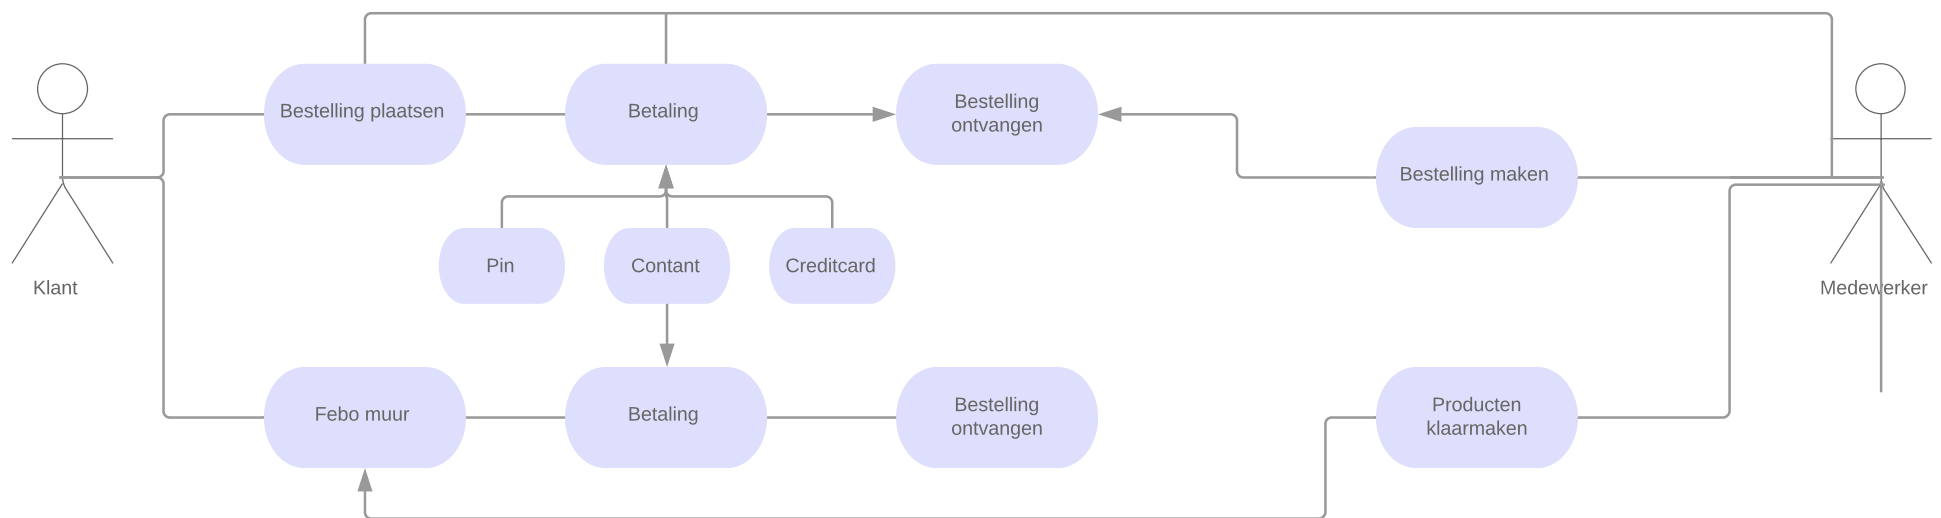 Bestelling plaatsen
Betaling
Bestelling
ontvangen
Bestelling maken
Pin
Contant
Creditcard
Klant
Medewerker
Febo muur
Betaling
Bestelling
ontvangen
Producten
klaarmaken